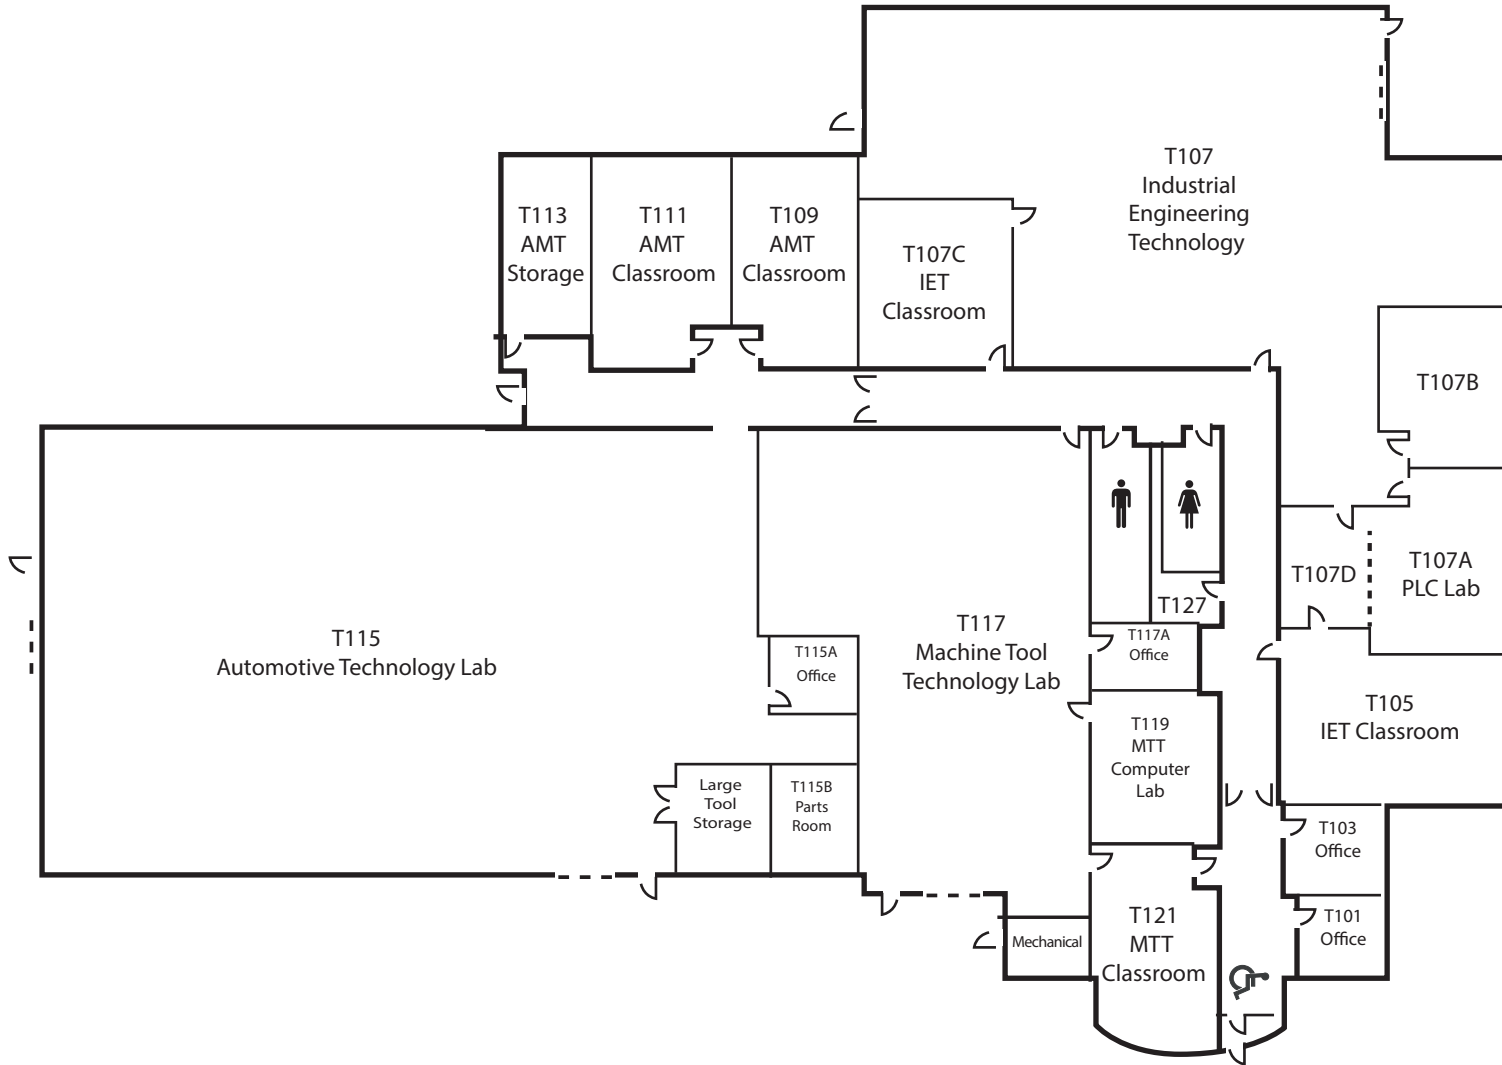 T107
Industrial
Engineering
Technology
T113
AMT
Storage
T111
AMT
Classroom
T109
AMT
Classroom
T107C
IET
Classroom
T107B
T107D
T107A
PLC Lab
T127
T115
Automotive Technology Lab
T115A
Office
T117
Machine Tool
Technology Lab
T117A
Office
T105
IET Classroom
T119
MTT
Computer
Lab
Large
Tool
Storage
T115B
Parts
Room
T103
Office
T101
Office
Mechanical
T121
MTT
Classroom